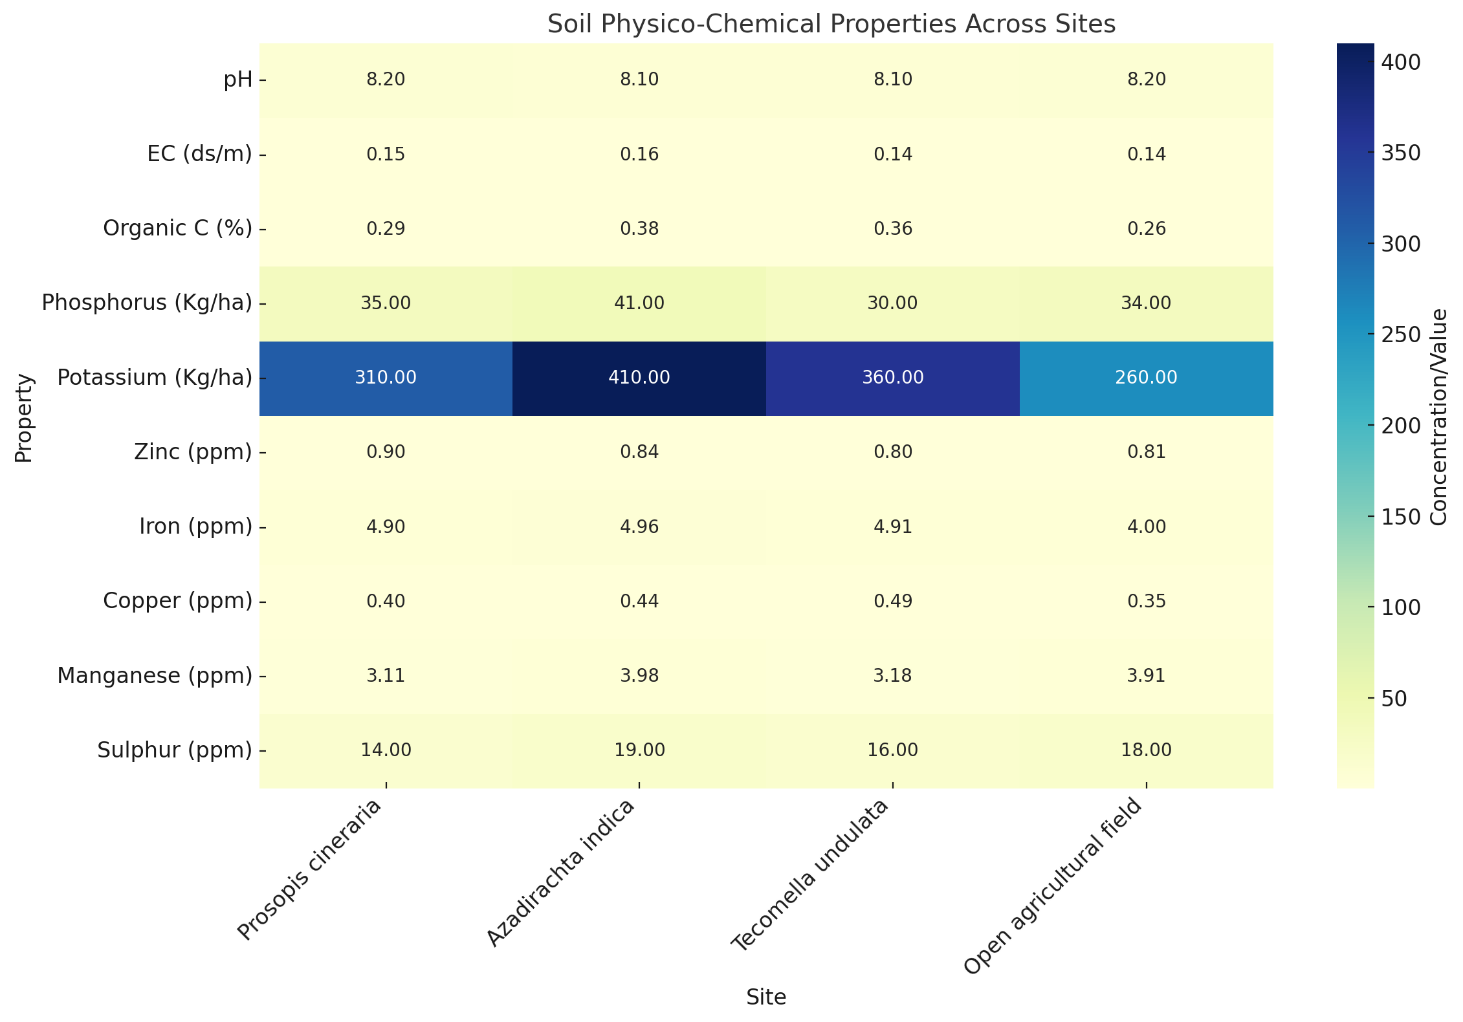 Soil Physico-Chemical Properties Across Sites
pH 8.20 8.10 8.10 8.20
EC (ds/m) 0.15 0.16 0.14 0.14
Organic C (%) 0.29 0.38 0.36 0.26
Phosphorus (Kg/ha) 35.00 41.00 30.00 34.00
Potassium (Kg/ha) 310.00 410.00 360.00 260.00
Zinc (ppm) 0.90 0.84 0.80 0.81
Iron (ppm) 4.90 4.96 4.91 4.00
Copper (ppm) 0.40 0.44 0.49 0.35
Manganese (ppm) 3.11 3.98 3.18 3.91
Sulphur (ppm) 14.00 19.00 16.00 18.00
Property
Prosopis cineraria
Azadirachta indica
Tecomella undulata
Open agricultural field
Site
400
350
300
250
200
150
100
50
Concentration/Value